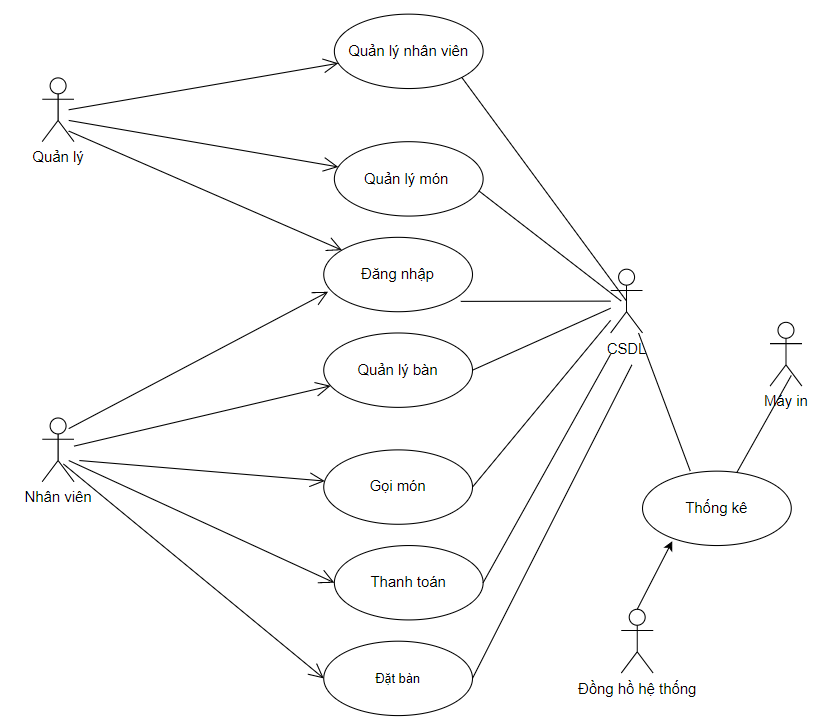 Quản lý nhân viên
Quản lý
Quản lý món
Đăng nhập
CSDL
Quản lý bàn
Máy in
Nhân viên
Gọi món
Thống kê
Thanh toán
Đặt bàn
Đồng hồ hệ thống